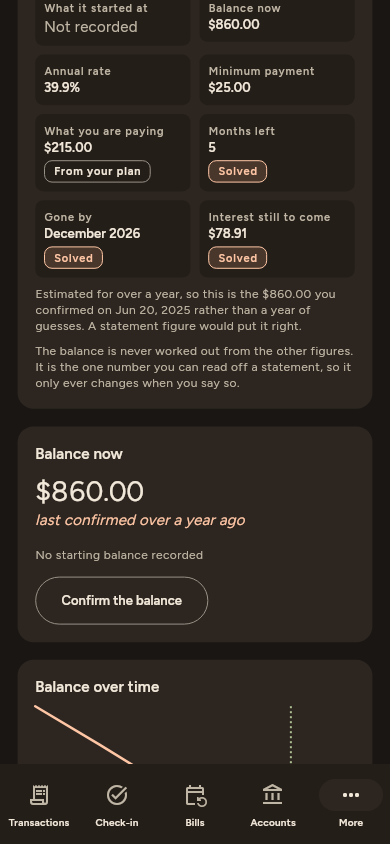 What it started at
Not recorded
Balance now
$860.00
Annual rate
39.9%
Minimum payment
$25.00
What you are paying
$215.00
From your plan
Months left
5
Solved
Gone by
December 2026
Solved
Interest still to come
$78.91
Solved
Estimated for over a year, so this is the $860.00 you
confirmed on Jun 20, 2025 rather than a year of
guesses. A statement figure would put it right.
The balance is never worked out from the other figures.
It is the one number you can read off a statement, so it
only ever changes when you say so.
Balance now
$860.00
last confirmed over a year ago
No starting balance recorded
Confirm the balance
Balance over time
Transactions
Check-in
Bills
Accounts
More